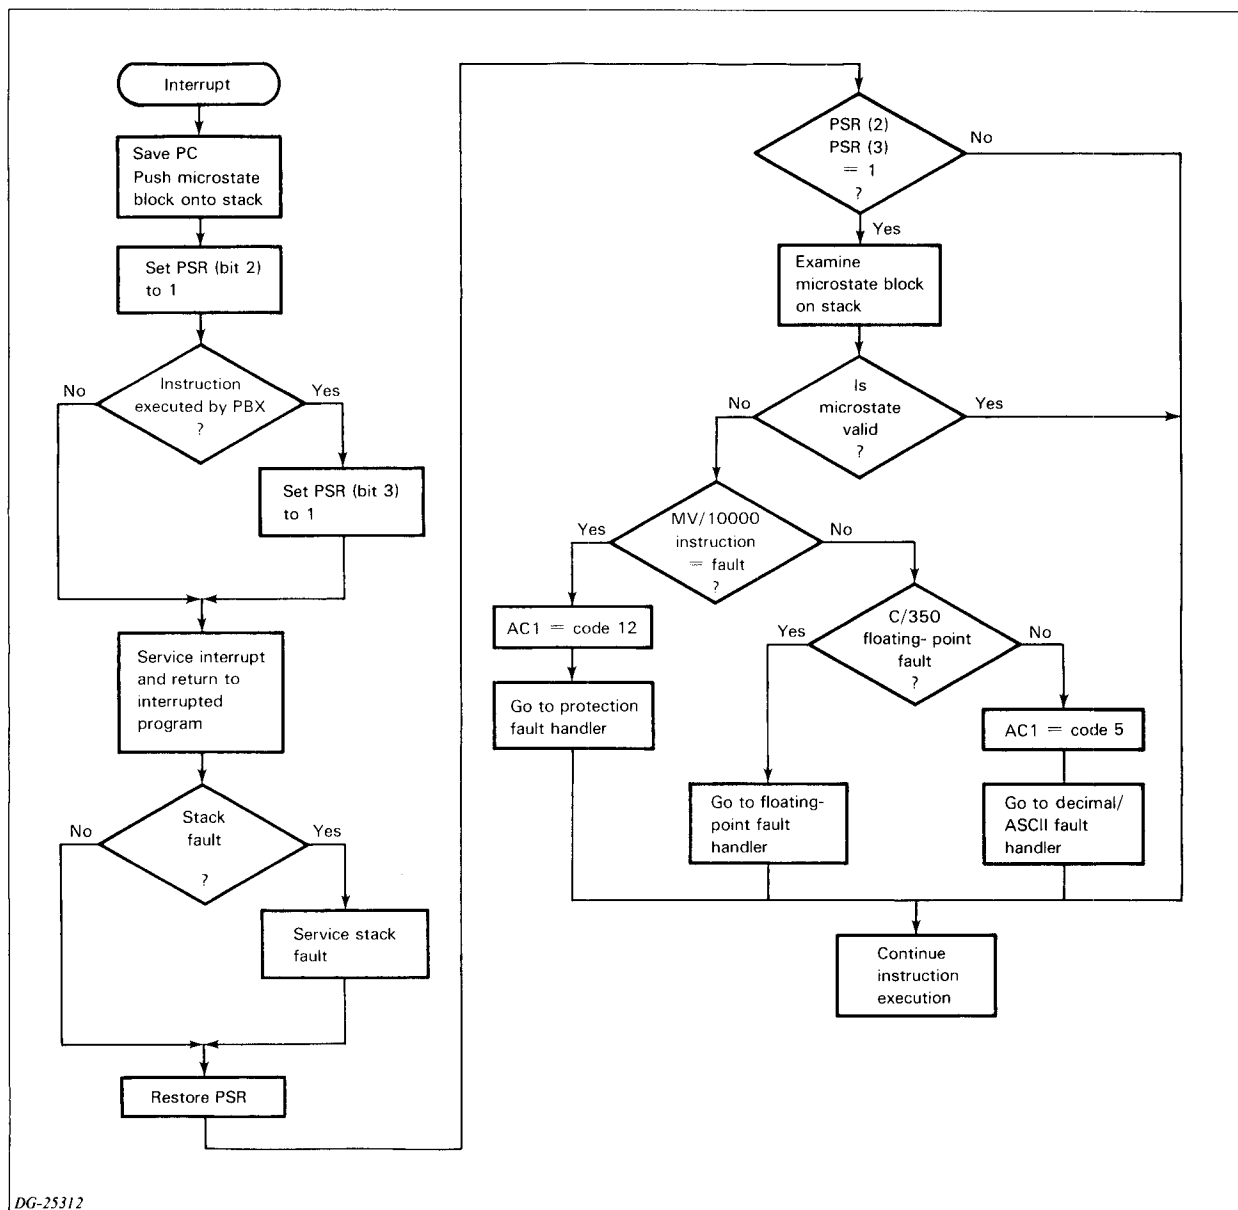 Interrupt
Save PC
Push microstate
block onto stack
Set PSR (bit 2)
to 1
No
Instruction
executed by PBX
?
Yes
Set PSR (bit 3)
to 1
Service interrupt
and return to
interrupted
program
No
Stack
fault
?
Yes
Service stack
fault
Restore PSR
PSR (2)
PSR (3)
= 1
?
No
Yes
Examine
microstate block
on stack
No
Is
microstate
valid
?
Yes
Yes
MV/10000
instruction
= fault
?
No
AC1 = code 12
Go to protection
fault handler
Yes
C/350
floating- point
fault
?
No
Go to floating-
point fault
handler
AC1 = code 5
Go to decimal/
ASCII fault
handler
Continue
instruction
execution
DG-25312